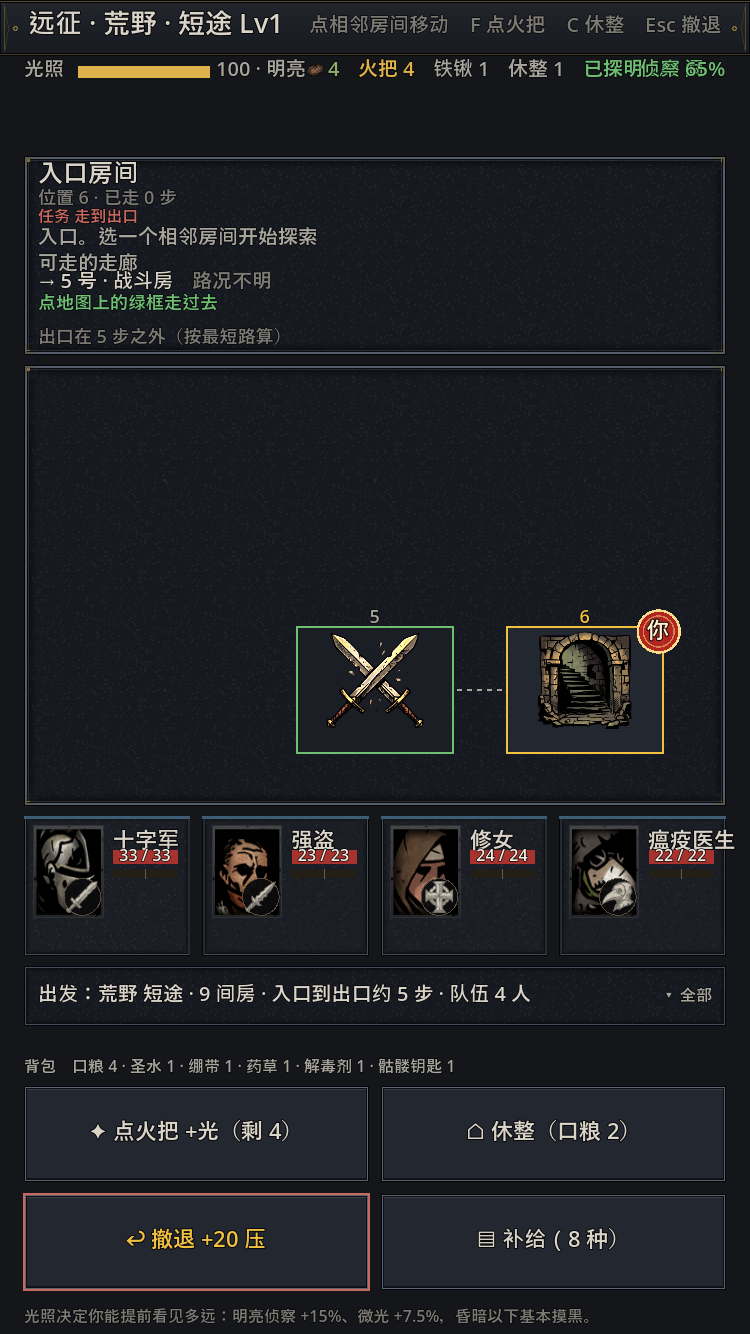 远征 · 荒野 · 短途 Lv1 点相邻房间移动 F 点火把 C 休整 Esc 撤退
光照 100 · 明亮 4 火把 4 铁锹 1 休整 1 已探明侦察 65%
入口房间
位置 6 · 已走 0 步
任务 走到出口
入口。选一个相邻房间开始探索
可走的走廊
→ 5 号 · 战斗房 路况不明
点地图上的绿框走过去
出口在 5 步之外（按最短路算）
5 6 你
十字军 强盗 修女 瘟疫医生
33 / 33 23 / 23 24 / 24 22 / 22
出发：荒野 短途 · 9 间房 · 入口到出口约 5 步 · 队伍 4 人 ▾ 全部
背包 口粮 4 · 圣水 1 · 绷带 1 · 药草 1 · 解毒剂 1 · 骷髅钥匙 1
✦ 点火把 +光（剩 4） ⌂ 休整（口粮 2）
↩ 撤退 +20 压 ▤ 补给 ( 8 种）
光照决定你能提前看见多远：明亮侦察 +15%、微光 +7.5%，昏暗以下基本摸黑。